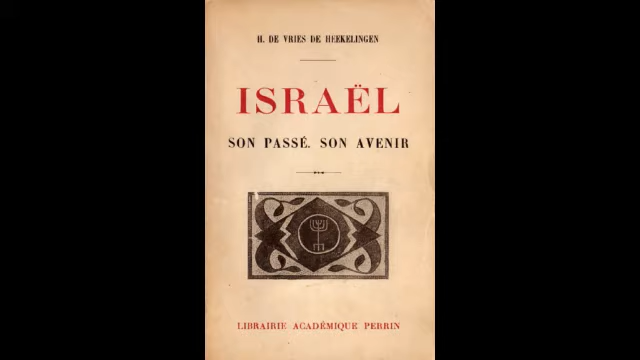 H. DE VRIES DE HEEKELINGEN
ISRAËL
SON PASSÉ. SON AVENIR
LIBRAIRIE ACADÉMIQUE PERRIN